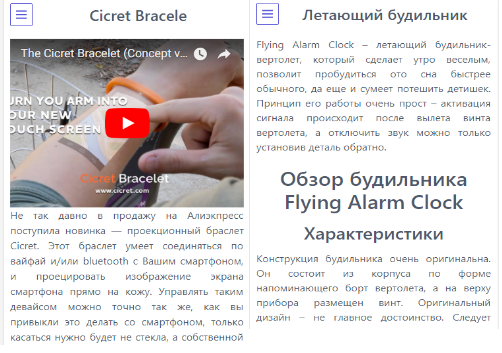 Cicret Bracele
The Cicret Bracelet (Concept v...
URN YOU ARM INTO
OUR NEW
OUCH SCREEN
Cicret Bracelet
www.cicret.com
Не так давно в продажу на Алиэкпресс
поступила новинка — проекционный браслет
Cicret. Этот браслет умеет соединяться по
вайфай и/или bluetooth с Вашим смартфоном,
и проецировать изображение экрана
смартфона прямо на кожу. Управлять таким
девайсом можно точно так же, как вы
привыкли это делать со смартфоном, только
касаться нужно будет не стекла, а собственной
Летающий будильник
Flying Alarm Clock – летающий будильник-
вертолет, который сделает утро веселым,
позволит пробудиться ото сна быстрее
обычного, да еще и сумеет потешить детишек.
Принцип его работы очень прост – активация
сигнала происходит после вылета винта
вертолета, а отключить звук можно только
установив деталь обратно.
Обзор будильника
Flying Alarm Clock
Характеристики
Конструкция будильника очень оригинальна.
Он состоит из корпуса по форме
напоминающего борт вертолета, а на верху
прибора размещен винт. Оригинальный
дизайн – не главное достоинство. Следует